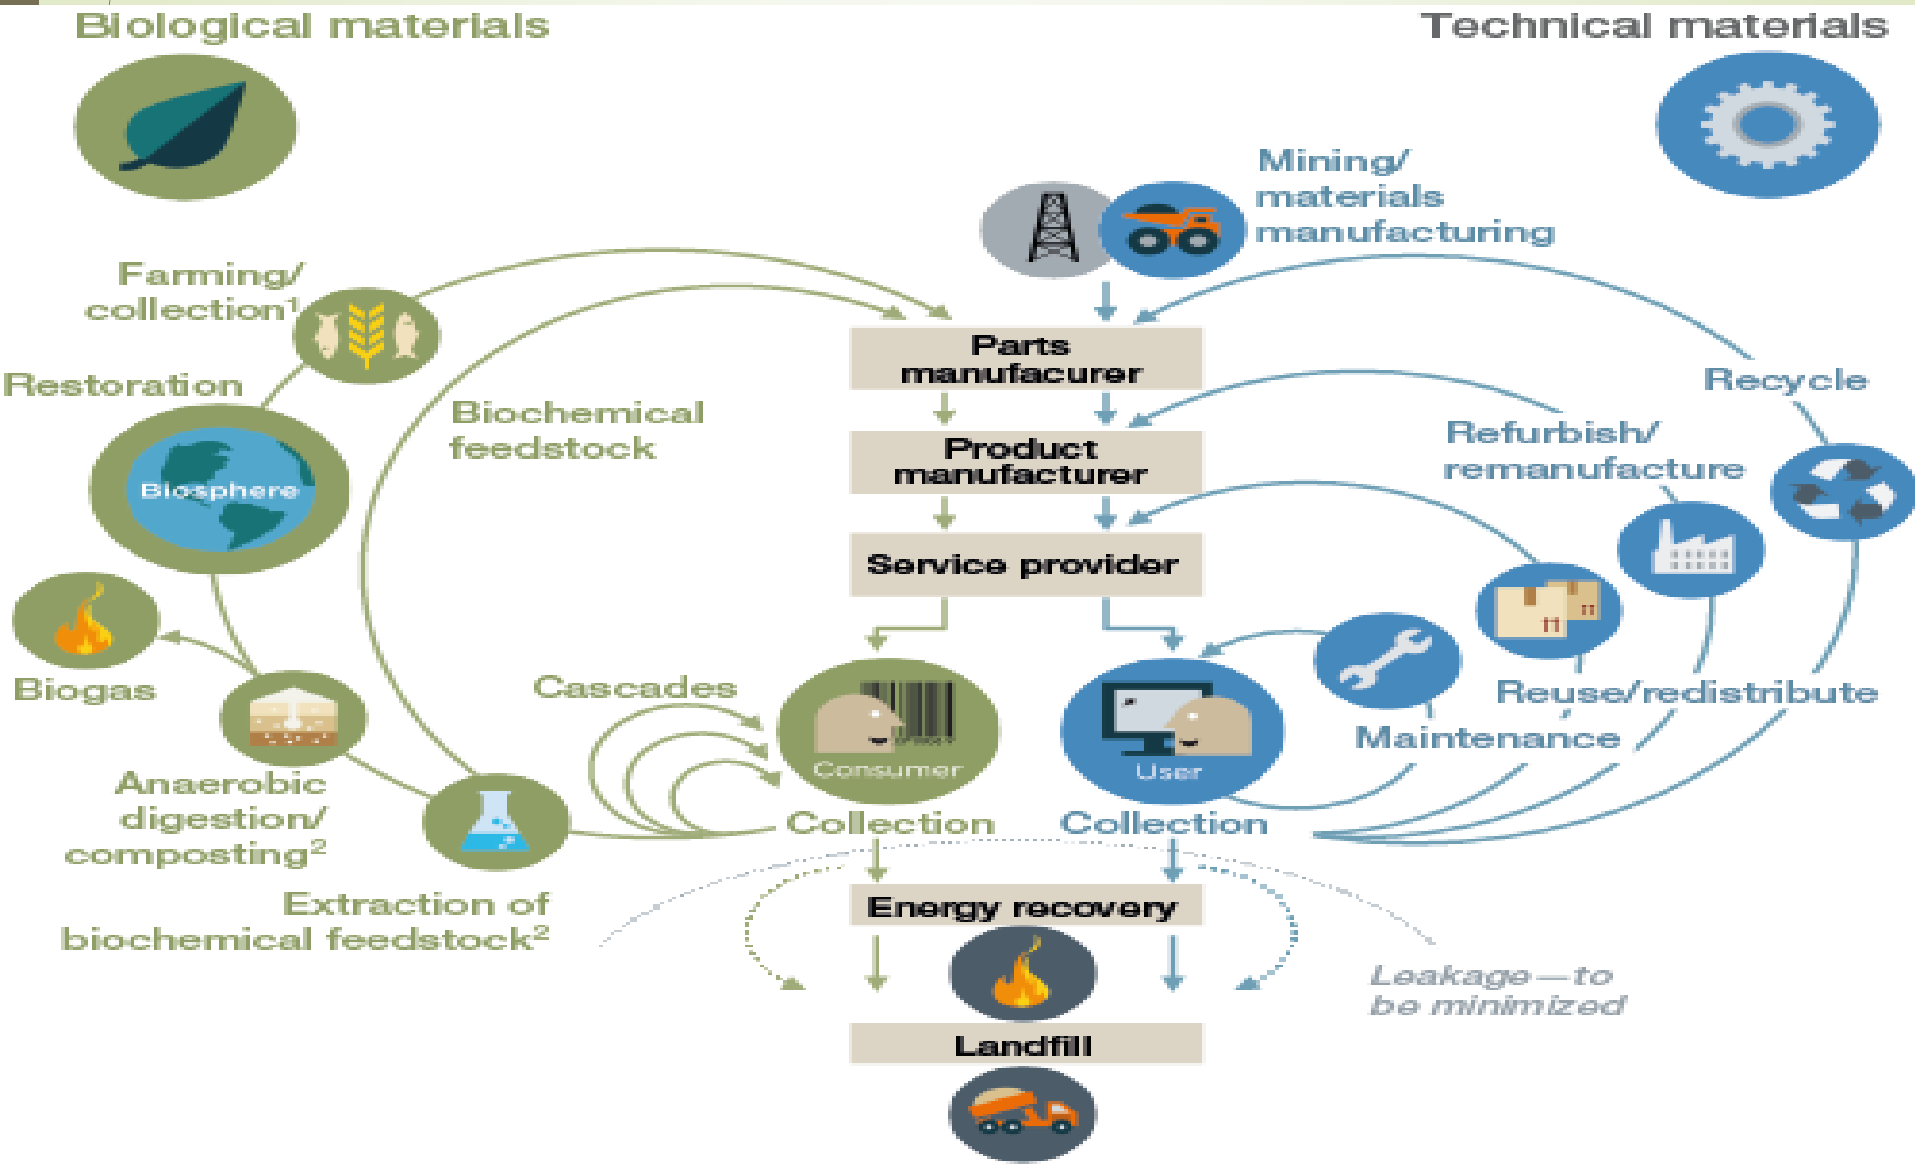 Biological materials
Technical materials
Mining/
materials
manufacturing
Farming/
collection¹
Restoration
Biosphere
Biochemical
feedstock
Parts
manufacurer
Product
manufacturer
Service provider
Recycle
Refurbish/
remanufacture
Biogas
Cascades
Reuse/redistribute
Maintenance
Consumer
User
Anaerobic
digestion/
composting²
Collection
Collection
Extraction of
biochemical feedstock²
Energy recovery
Leakage—to
be minimized
Landfill